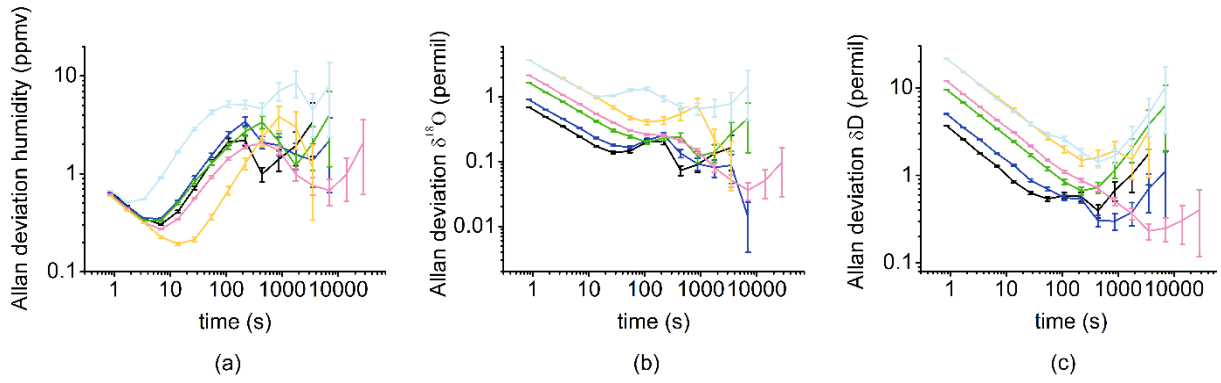 Allan deviation humidity (ppmv)
10
1
0.1
1 10 100 1000 10000
time (s)
(a)
Allan deviation δ¹⁸O (permil)
1
0.1
0.01
1 10 100 1000 10000
time (s)
(b)
Allan deviation δD (permil)
10
1
0.1
1 10 100 1000 10000
time (s)
(c)